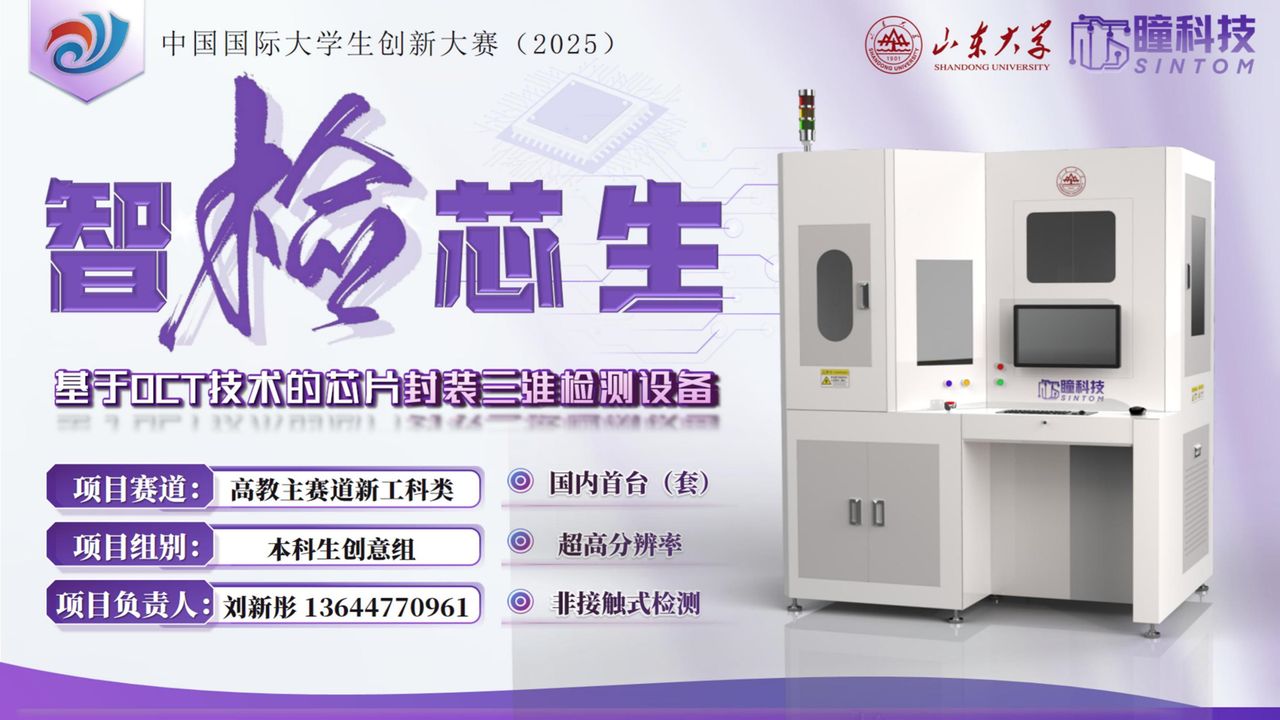 中国国际大学生创新大赛（2025）
山东大学
SHANDONG UNIVERSITY
瞳科技
SINTOM
智检芯生
基于OCT技术的芯片封装三维检测设备
项目赛道：高教主赛道新工科类
项目组别：本科生创意组
项目负责人：刘新彤 13644770961
国内首台（套）
超高分辨率
非接触式检测
瞳科技
SINTOM